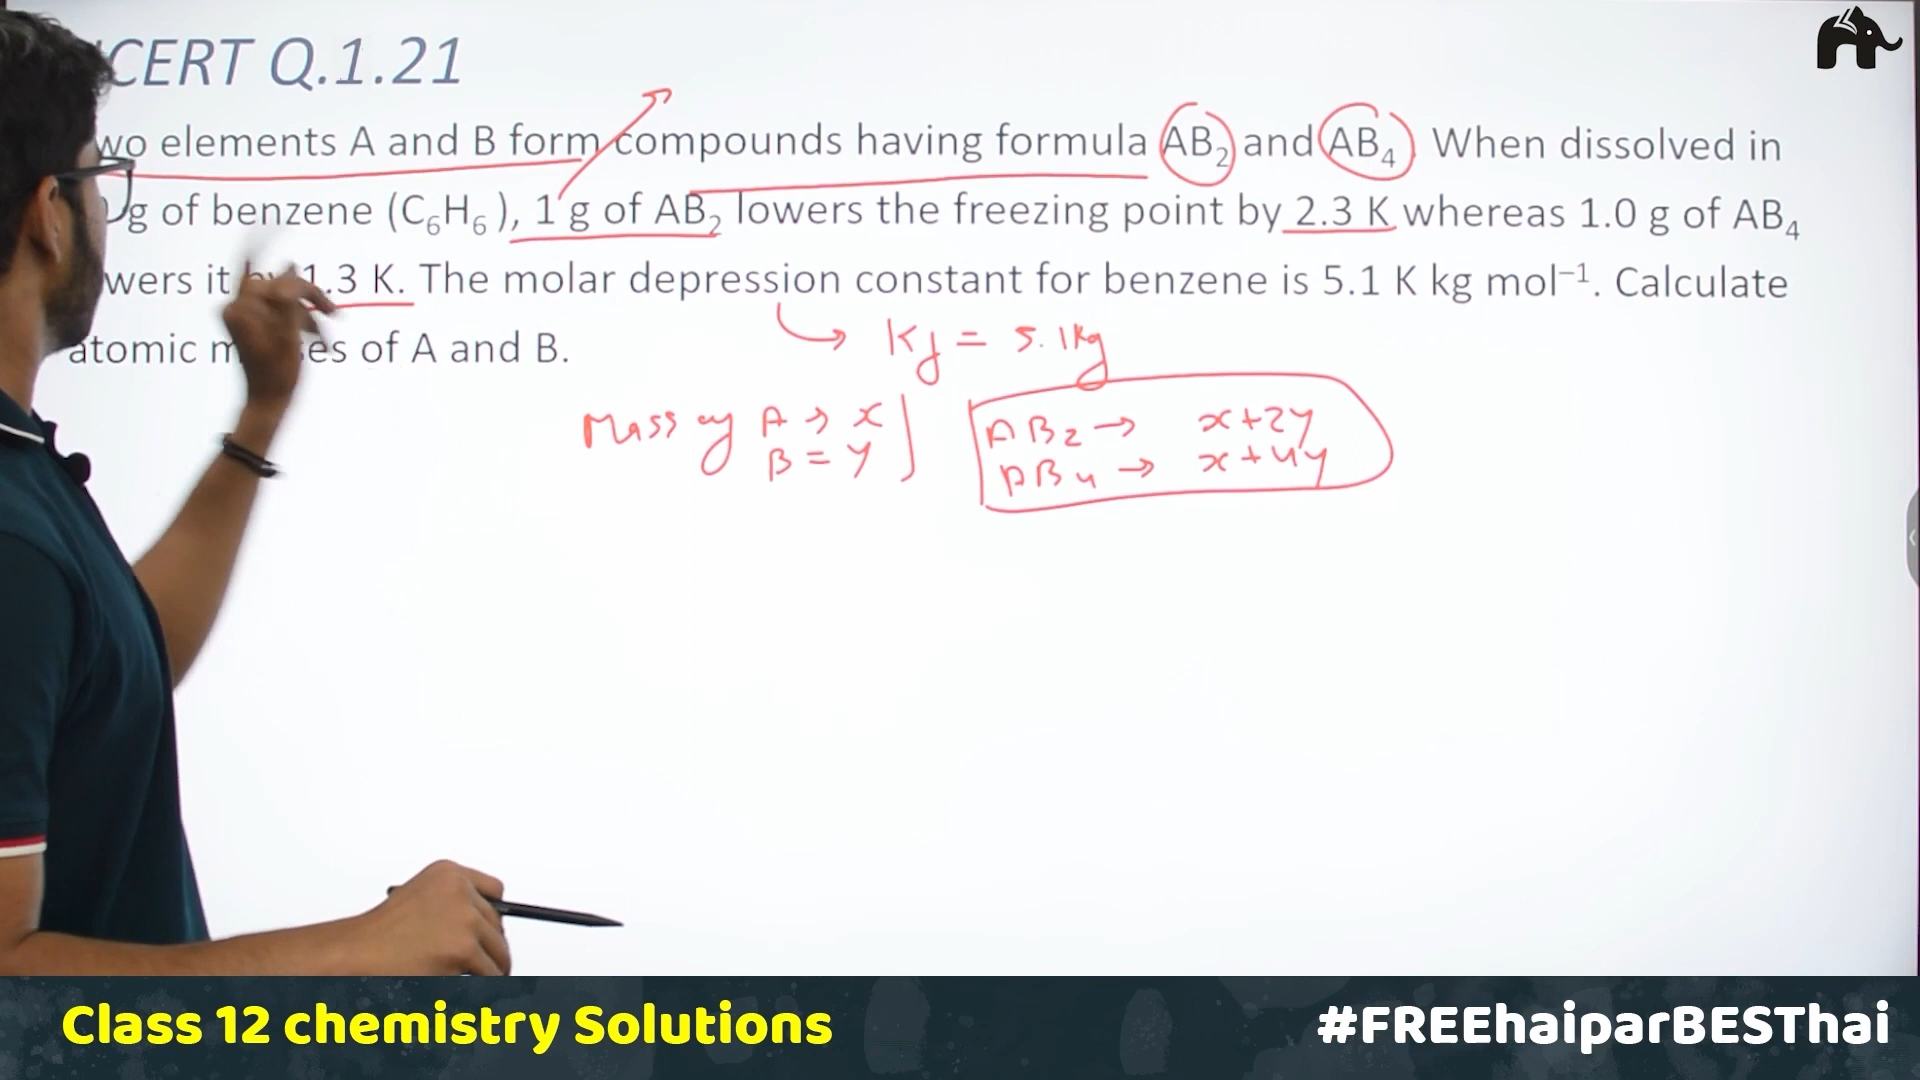 CERT Q.1.21
wo elements A and B form compounds having formula AB₂ and AB₄ When dissolved in
g of benzene (C₆H₆), 1 g of AB₂ lowers the freezing point by 2.3 K whereas 1.0 g of AB₄
wers it by 1.3 K. The molar depression constant for benzene is 5.1 K kg mol⁻¹. Calculate
atomic m es of A and B.
Kf = 5.1kg
Mass of A → x
B = y
AB₂ → x+2y
AB₄ → x+4y
Class 12 chemistry Solutions
#FREEhaiparBESThai